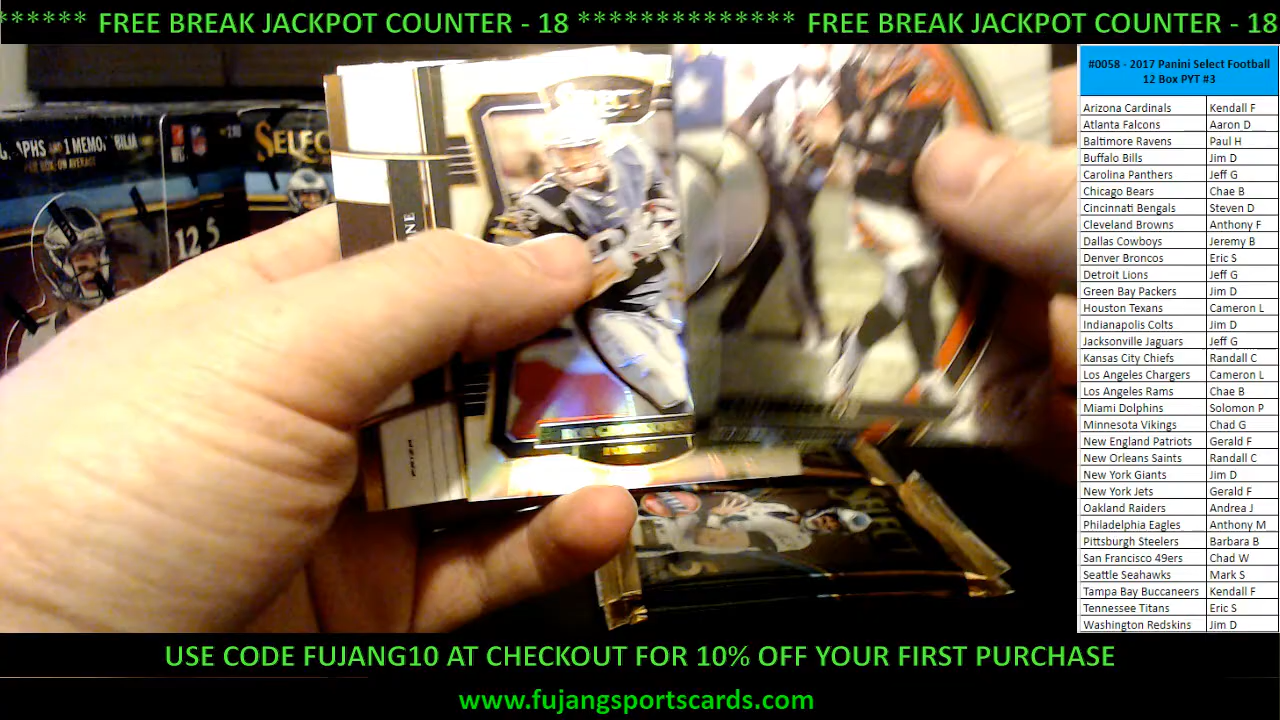 ****** FREE BREAK JACKPOT COUNTER - 18 ************** FREE BREAK JACKPOT COUNTER - 18
#0058 - 2017 Panini Select Football
12 Box PYT #3
Arizona Cardinals Kendall F
Atlanta Falcons Aaron D
Baltimore Ravens Paul H
Buffalo Bills Jim D
Carolina Panthers Jeff G
Chicago Bears Chae B
Cincinnati Bengals Steven D
Cleveland Browns Anthony F
Dallas Cowboys Jeremy B
Denver Broncos Eric S
Detroit Lions Jeff G
Green Bay Packers Jim D
Houston Texans Cameron L
Indianapolis Colts Jim D
Jacksonville Jaguars Jeff G
Kansas City Chiefs Randall C
Los Angeles Chargers Cameron L
Los Angeles Rams Chae B
Miami Dolphins Solomon P
Minnesota Vikings Chad G
New England Patriots Gerald F
New Orleans Saints Randall C
New York Giants Jim D
New York Jets Gerald F
Oakland Raiders Andrea J
Philadelphia Eagles Anthony M
Pittsburgh Steelers Barbara B
San Francisco 49ers Chad W
Seattle Seahawks Mark S
Tampa Bay Buccaneers Kendall F
Tennessee Titans Eric S
Washington Redskins Jim D
SELEC
12 5
SELECT
USE CODE FUJANG10 AT CHECKOUT FOR 10% OFF YOUR FIRST PURCHASE
www.fujangsportscards.com